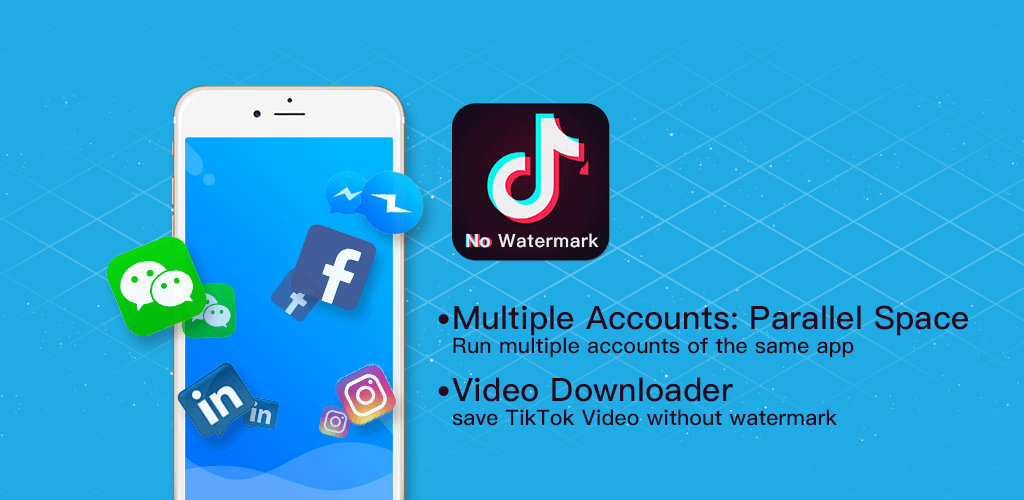 No Watermark
•Multiple Accounts: Parallel Space
Run multiple accounts of the same app
•Video Downloader
save TikTok Video without watermark
f
f
in
in